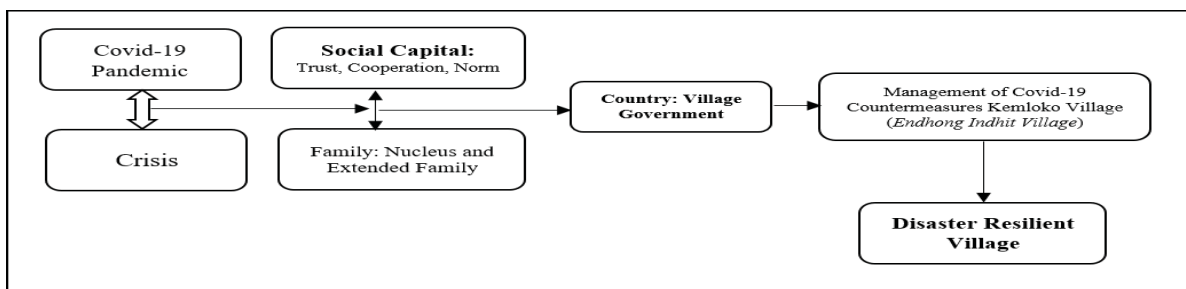 Covid-19
Pandemic
Crisis
Social Capital:
Trust, Cooperation, Norm
Family: Nucleus and
Extended Family
Country: Village
Government
Management of Covid-19
Countermeasures Kemloko Village
(Endhong Indhit Village)
Disaster Resilient
Village